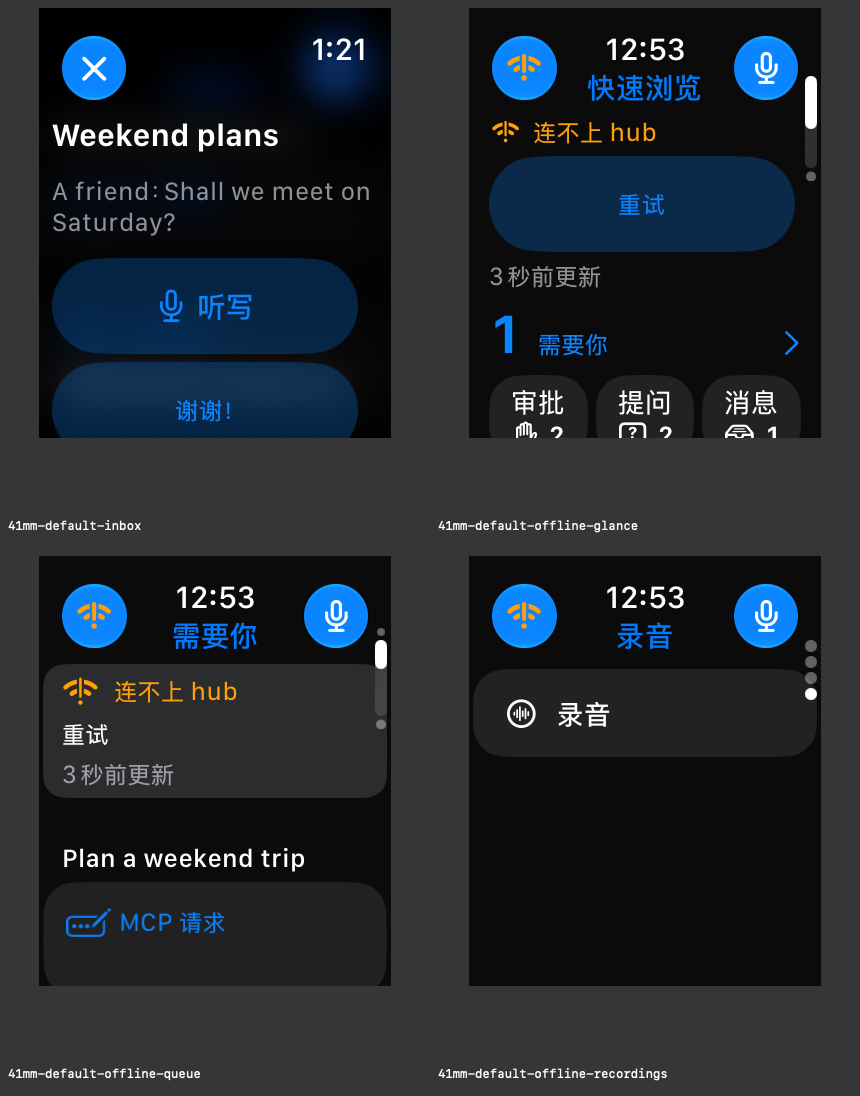 1:21
Weekend plans
A friend: Shall we meet on
Saturday?
听写
谢谢！
41mm-default-inbox
12:53
快速浏览
连不上 hub
重试
3 秒前更新
1 需要你
审批 提问 消息
2 2 1
41mm-default-offline-glance
12:53
需要你
连不上 hub
重试
3 秒前更新
Plan a weekend trip
MCP 请求
41mm-default-offline-queue
12:53
录音
录音
41mm-default-offline-recordings